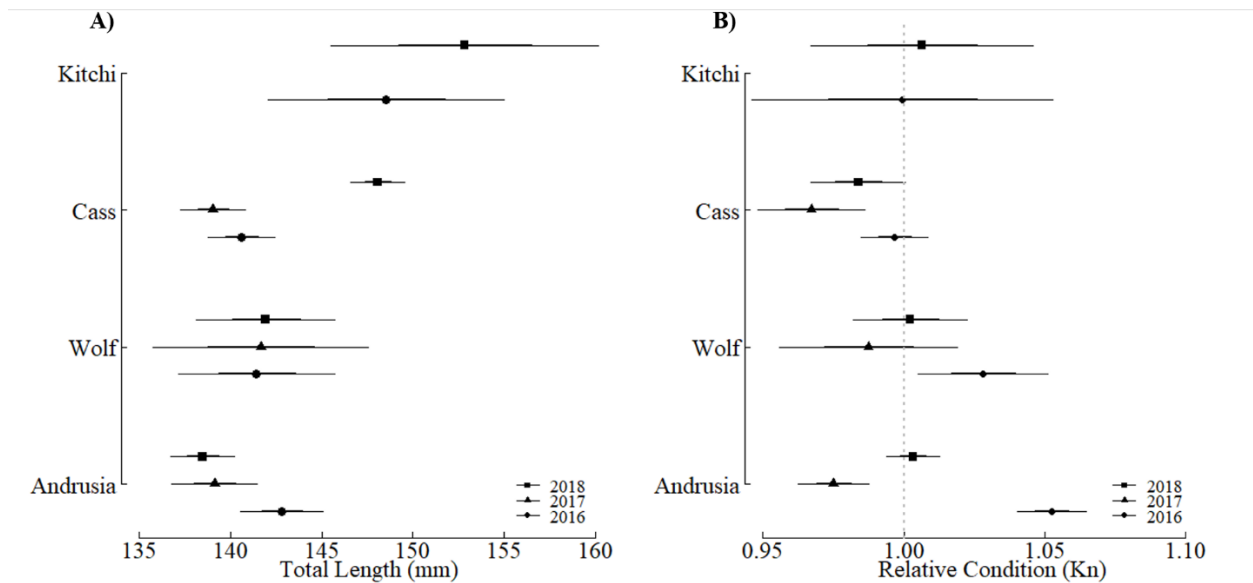 A)
Kitchi
Cass
Wolf
Andrusia
2018
2017
2016
135 140 145 150 155 160
Total Length (mm)
B)
Kitchi
Cass
Wolf
Andrusia
2018
2017
2016
0.95 1.00 1.05 1.10
Relative Condition (Kn)